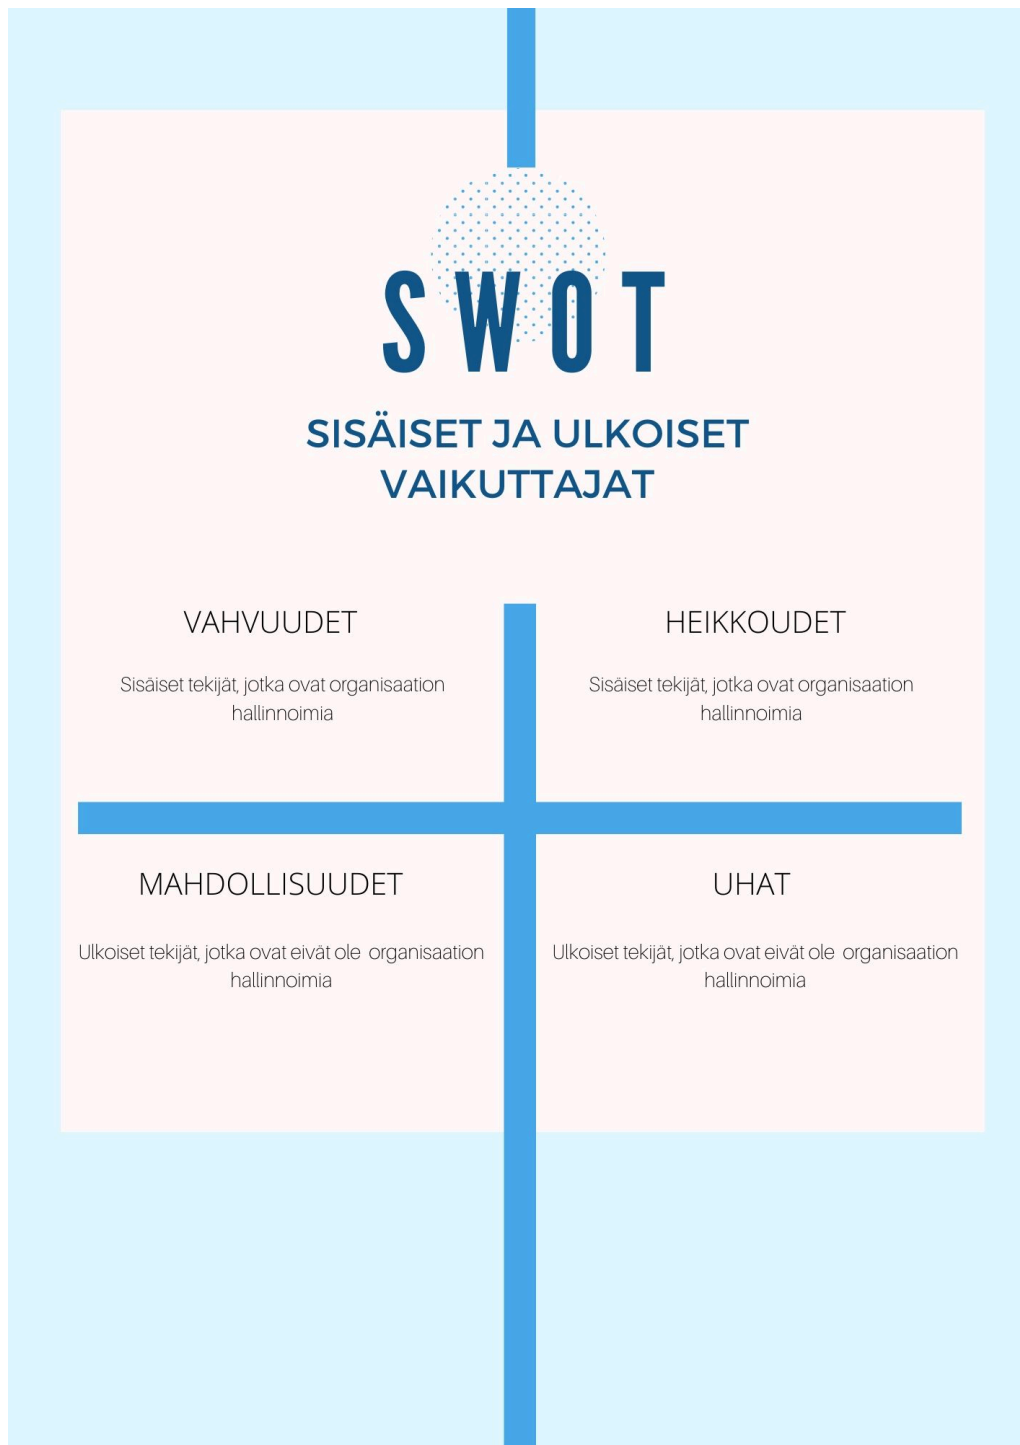 SWOT
SISÄISET JA ULKOISET
VAIKUTTAJAT
VAHVUUDET
Sisäiset tekijät, jotka ovat organisaation
hallinnoimia
HEIKKOUDET
Sisäiset tekijät, jotka ovat organisaation
hallinnoimia
MAHDOLLISUUDET
Ulkoiset tekijät, jotka ovat eivät ole organisaation
hallinnoimia
UHAT
Ulkoiset tekijät, jotka ovat eivät ole organisaation
hallinnoimia